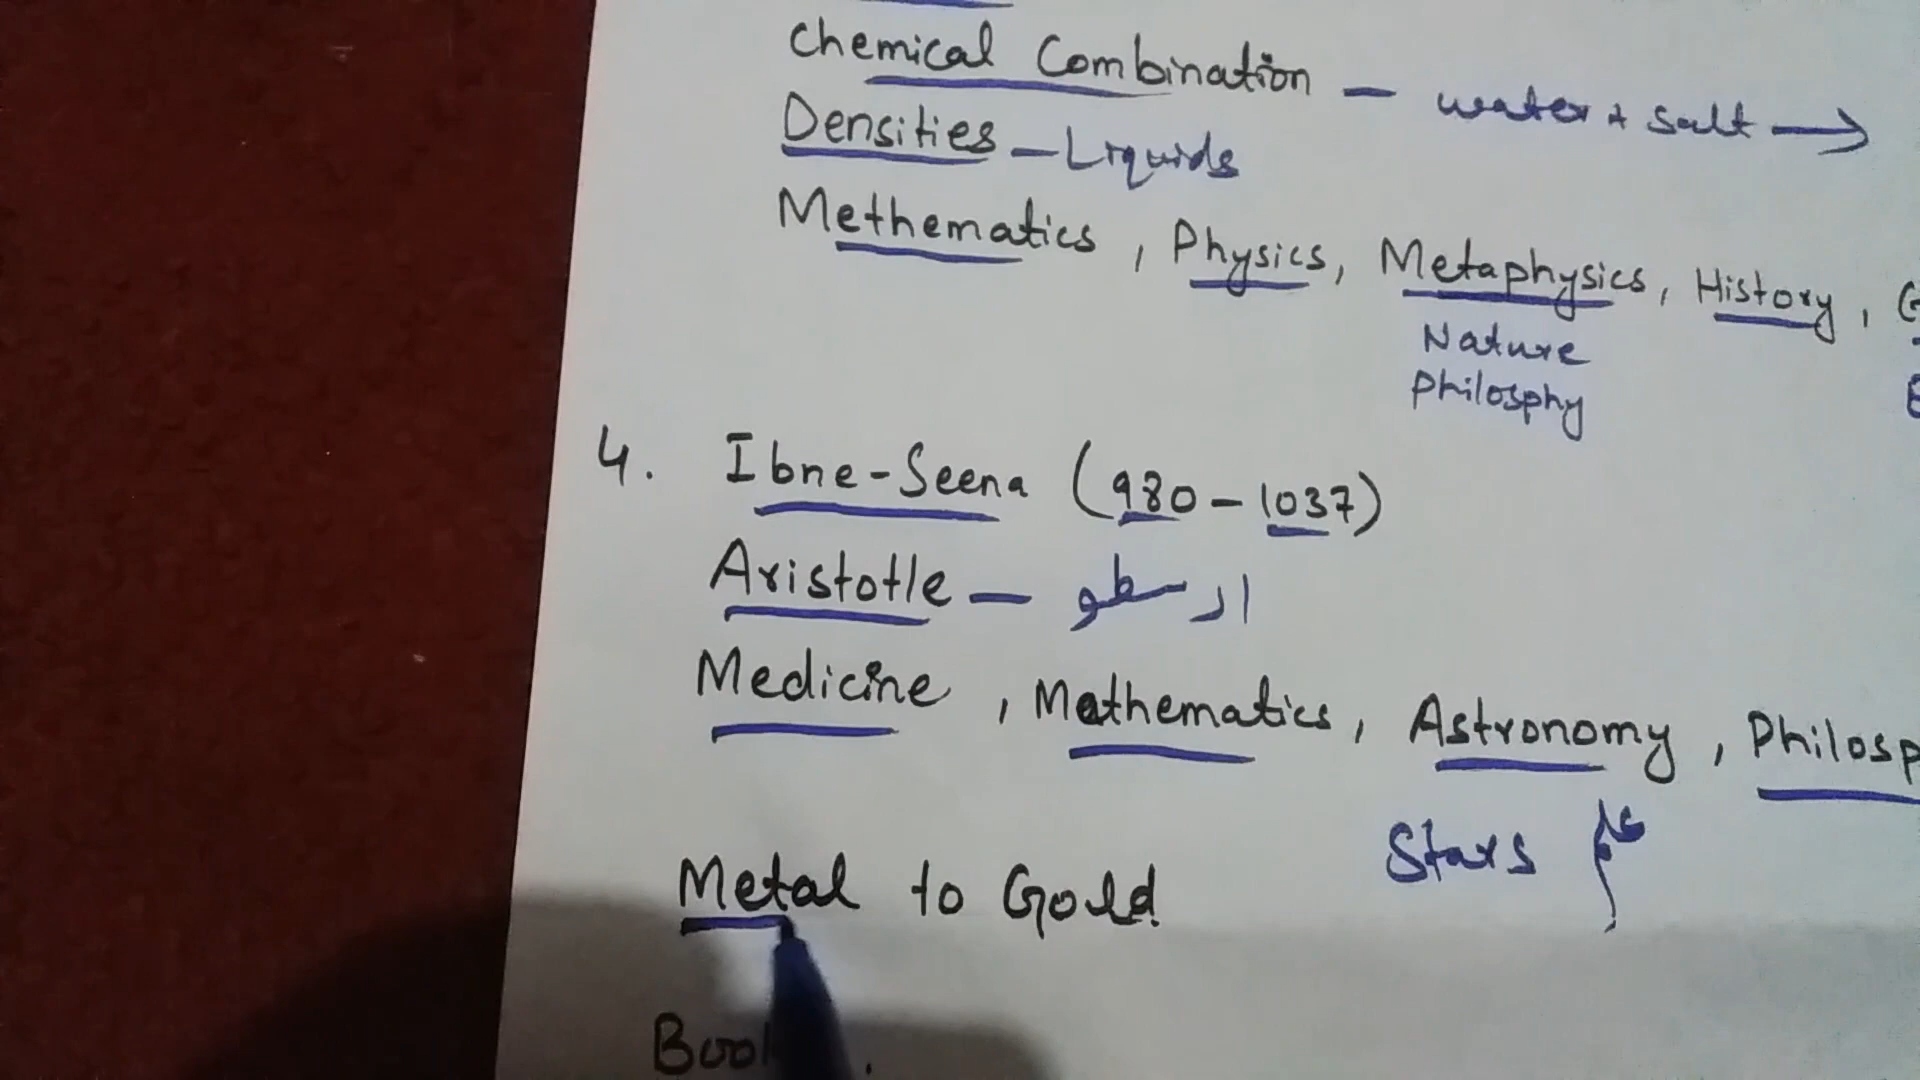 Chemical Combination – water + salt →
Densities – Liquids
Methematics, Physics, Metaphysics, History, G
Nature
Philosphy
4. Ibne-Seena (980 – 1037)
Aristotle – ارسطو
Medicine, Mathematics, Astronomy, Philosp
Stars علم
Metal to Gold